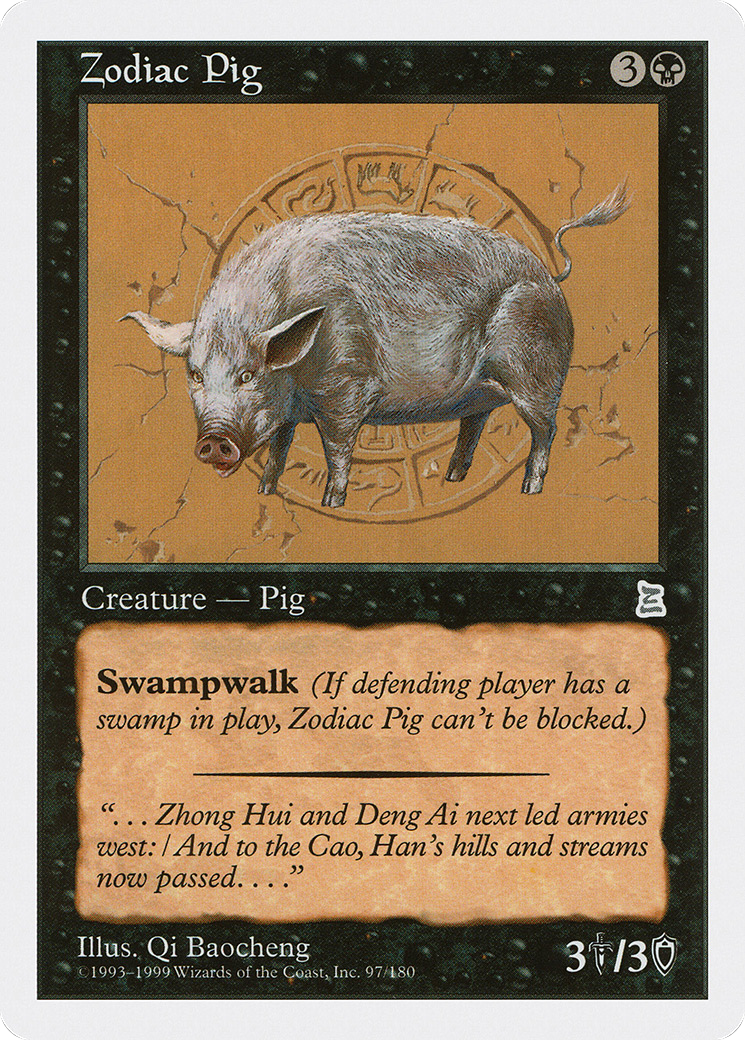 Zodiac Pig
3
Creature — Pig
Swampwalk (If defending player has a
swamp in play, Zodiac Pig can't be blocked.)
“. . . Zhong Hui and Deng Ai next led armies
west: / And to the Cao, Han's hills and streams
now passed. . . .”
Illus. Qi Baocheng
©1993–1999 Wizards of the Coast, Inc. 97/180
3/3